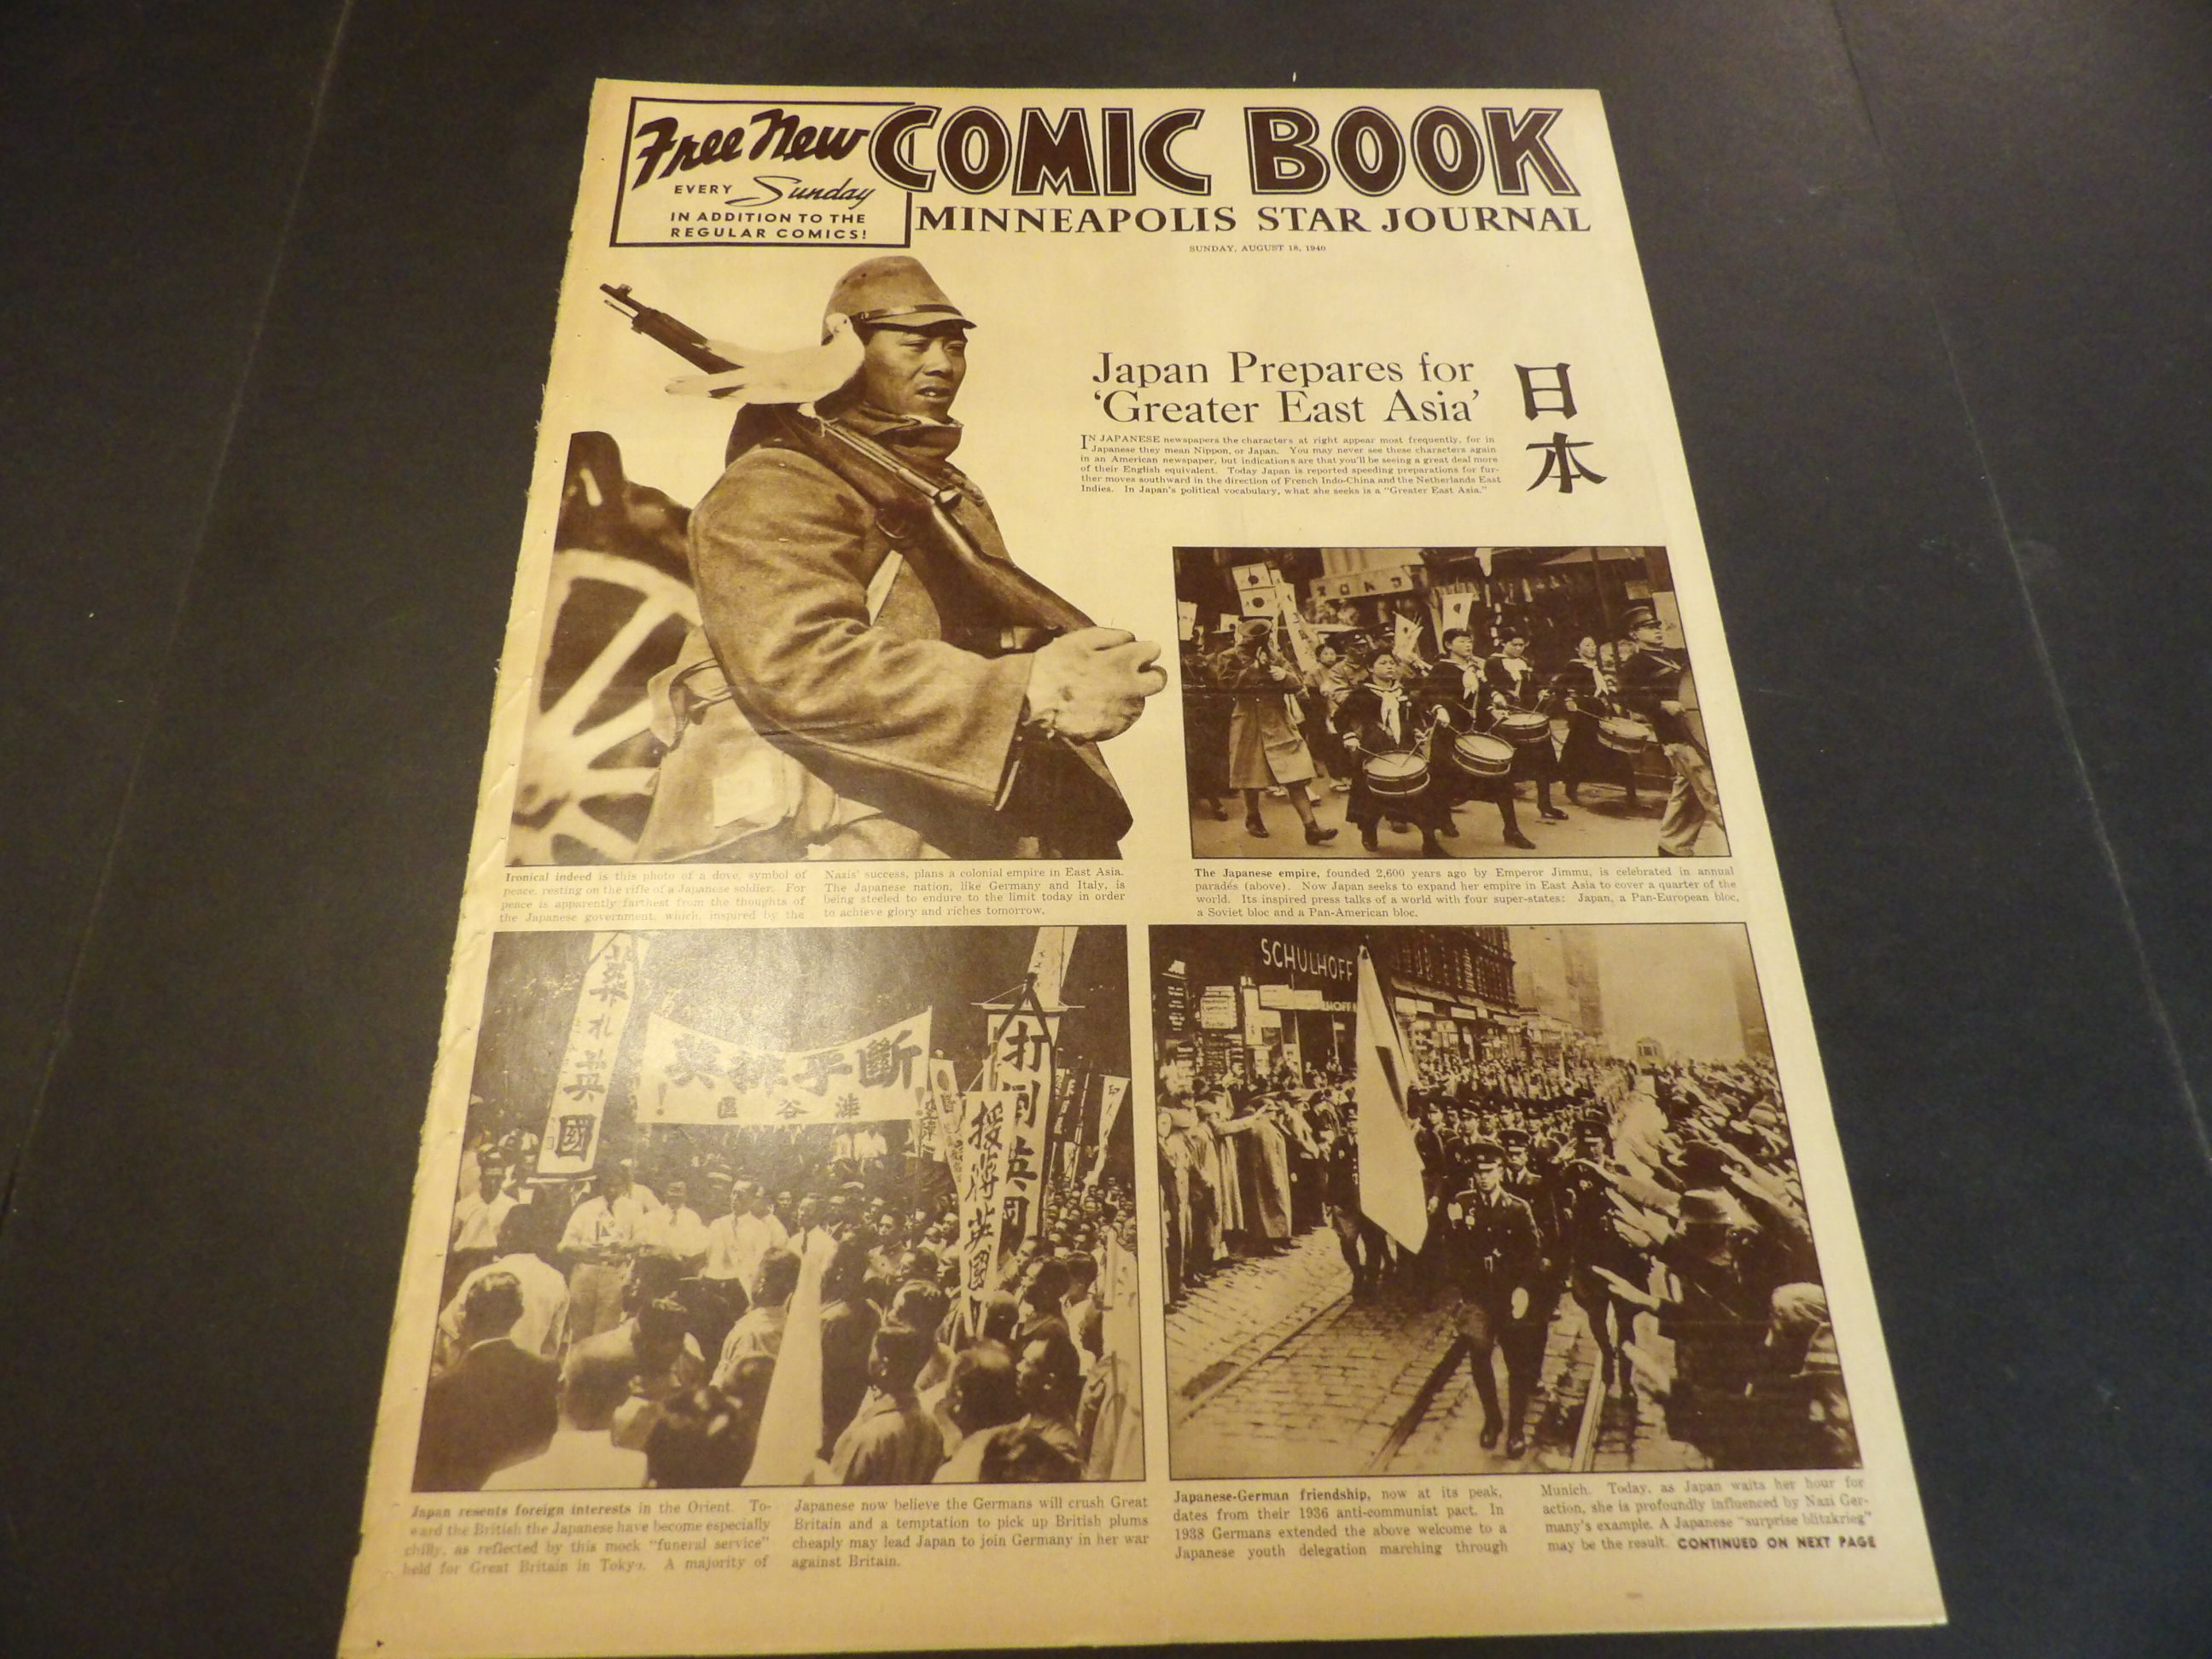 Free New COMIC BOOK
EVERY Sunday
IN ADDITION TO THE
REGULAR COMICS!
MINNEAPOLIS STAR JOURNAL
SUNDAY, AUGUST 18, 1940
Japan Prepares for
‘Greater East Asia’
日
本
IN JAPANESE newspapers the characters at right appear most frequently, for in
Japanese they mean Nippon, or Japan. You may never see these characters again
in an American newspaper, but indications are that you'll be seeing a great deal more
of their English equivalent. Today Japan is reported speeding preparations for fur-
ther moves southward in the direction of French Indo-China and the Netherlands East
Indies. In Japan's political vocabulary, what she seeks is a "Greater East Asia."
Ironical indeed is this photo of a dove, symbol of
peace, resting on the rifle of a Japanese soldier. For
peace is apparently farthest from the thoughts of
the Japanese government, which, inspired by the
Nazis' success, plans a colonial empire in East Asia.
The Japanese nation, like Germany and Italy, is
being steeled to endure to the limit today in order
to achieve glory and riches tomorrow.
The Japanese empire, founded 2,600 years ago by Emperor Jimmu, is celebrated in annual
parades (above). Now Japan seeks to expand her empire in East Asia to cover a quarter of the
world. Its inspired press talks of a world with four super-states: Japan, a Pan-European bloc,
a Soviet bloc and a Pan-American bloc.
英國
英排乎斷
區谷澁
打
英
英國
SCHULHOFF
HOFF
Japan resents foreign interests in the Orient. To-
ward the British the Japanese have become especially
chilly, as reflected by this mock "funeral service"
held for Great Britain in Tokyo. A majority of
Japanese now believe the Germans will crush Great
Britain and a temptation to pick up British plums
cheaply may lead Japan to join Germany in her war
against Britain.
Japanese-German friendship, now at its peak,
dates from their 1936 anti-communist pact. In
1938 Germans extended the above welcome to a
Japanese youth delegation marching through
Munich. Today, as Japan waits her hour for
action, she is profoundly influenced by Nazi Ger-
many's example. A Japanese "surprise blitzkrieg"
may be the result. CONTINUED ON NEXT PAGE